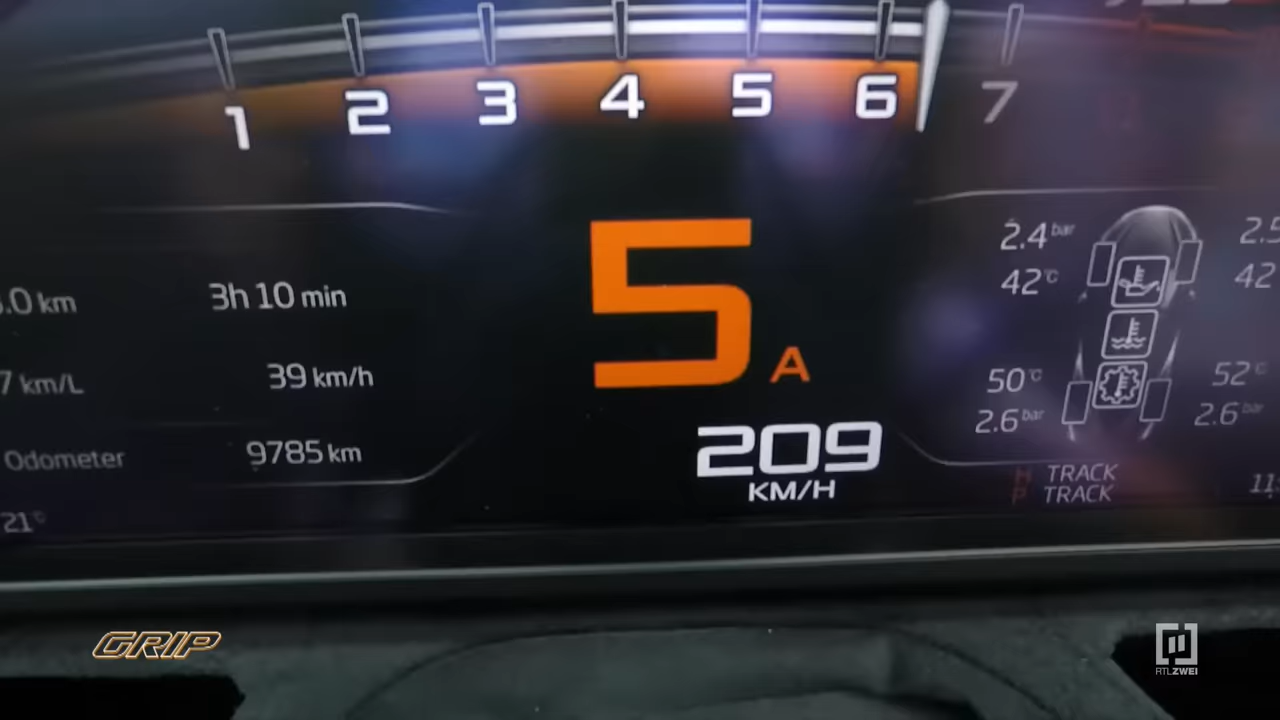 1 2 3 4 5 6 7
2.4 bar 2.5
42°C 42
.0 km 3h 10 min
7 km/L 39 km/h
5 A
50°C 52°C
2.6 bar 2.6 bar
209
KM/H
Odometer 9785 km
H TRACK
P TRACK
21°C
GRIP
RTLZWEI